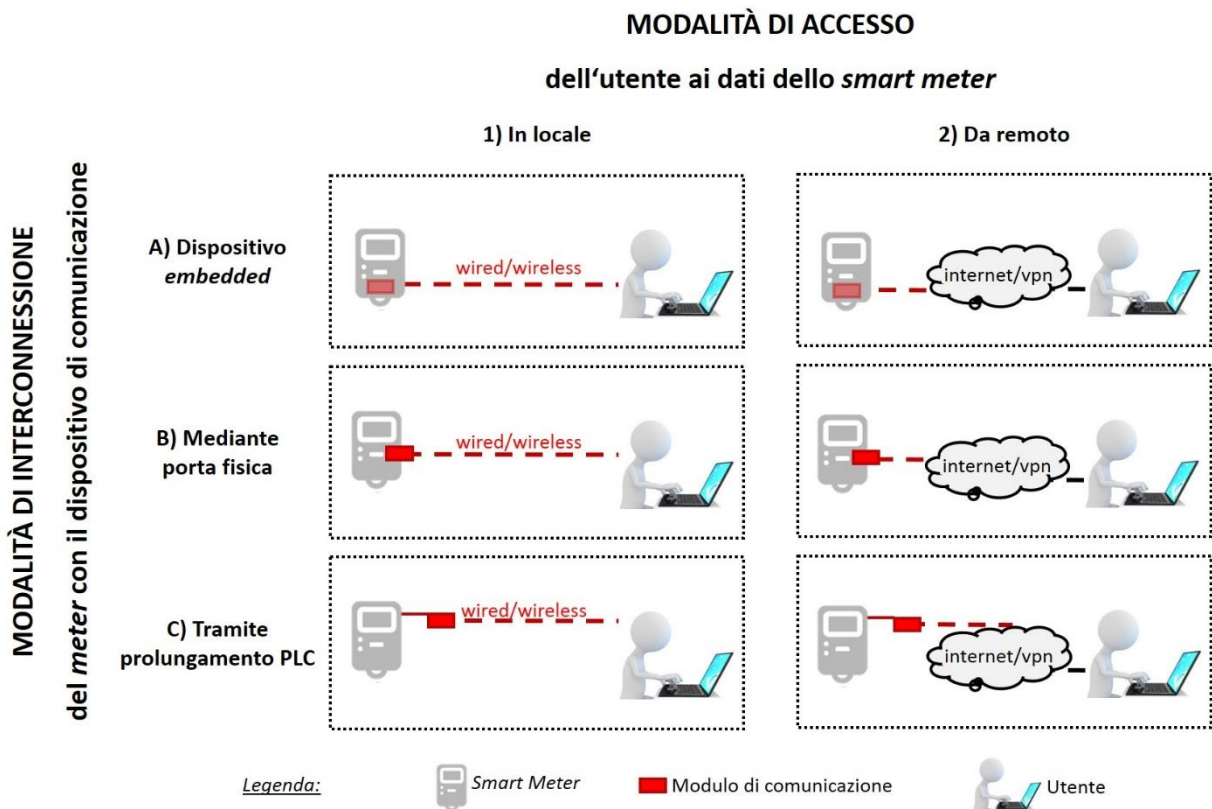 MODALITÀ DI ACCESSO
dell‘utente ai dati dello smart meter
1) In locale
2) Da remoto
MODALITÀ DI INTERCONNESSIONE
del meter con il dispositivo di comunicazione
A) Dispositivo
embedded
wired/wireless
internet/vpn
B) Mediante
porta fisica
wired/wireless
internet/vpn
C) Tramite
prolungamento PLC
wired/wireless
internet/vpn
Legenda:
Smart Meter
Modulo di comunicazione
Utente